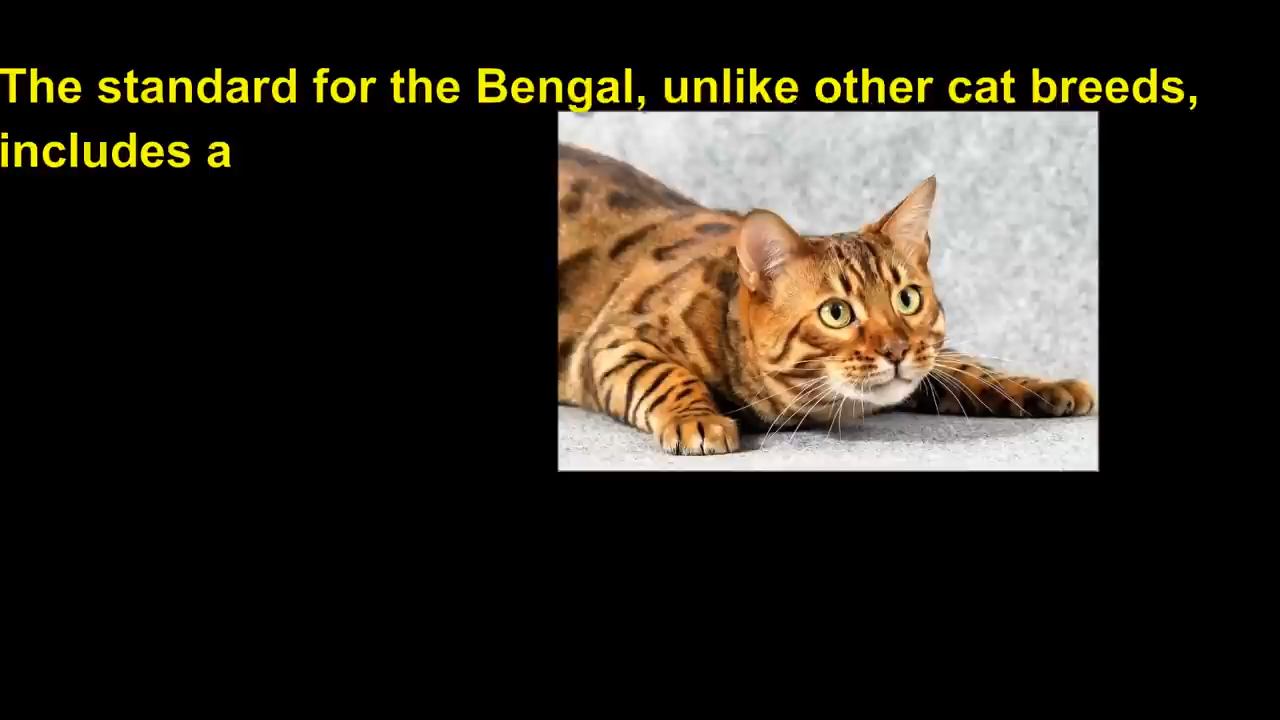 The standard for the Bengal, unlike other cat breeds,
includes a